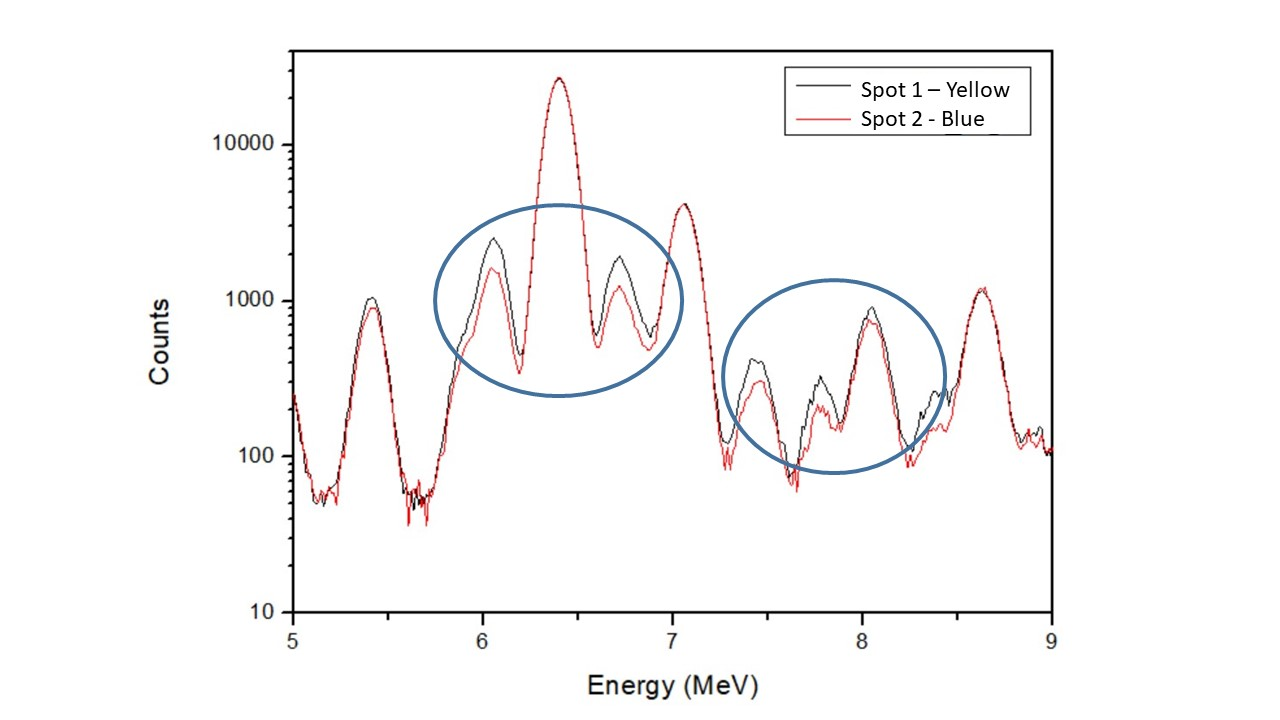 Spot 1 – Yellow
Spot 2 - Blue
10000
1000
100
10
Counts
5 6 7 8 9
Energy (MeV)